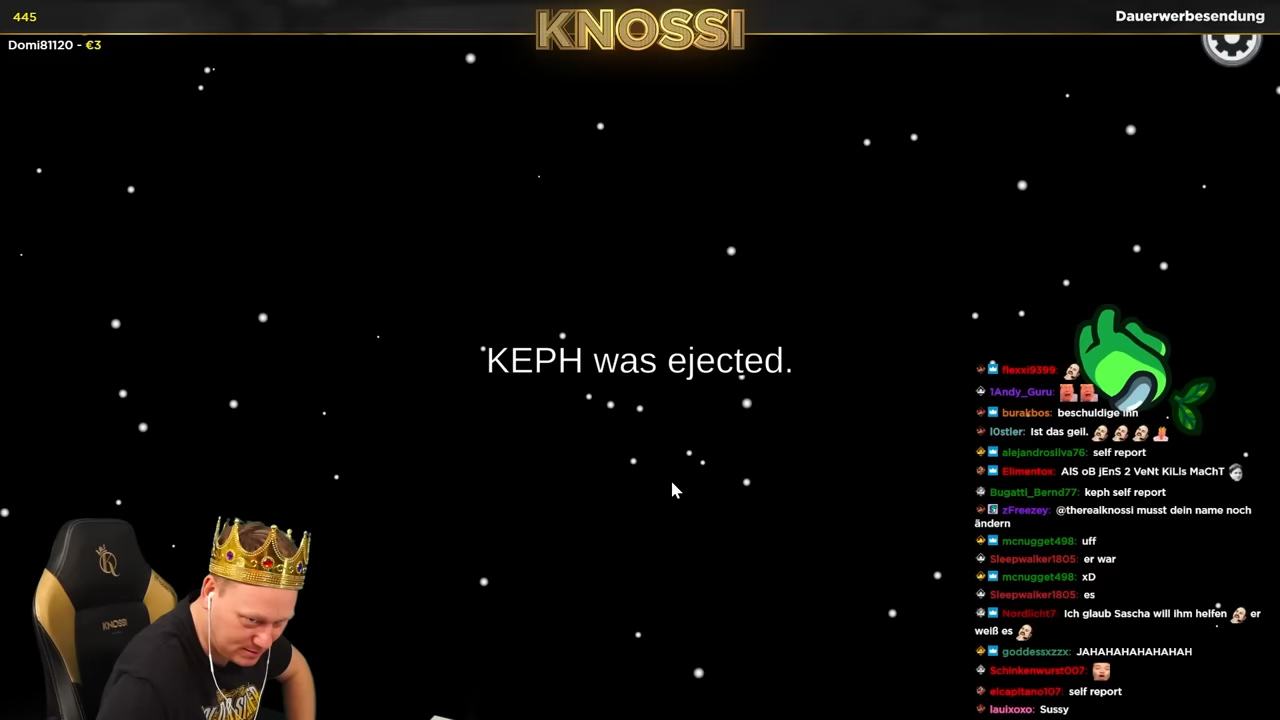 445
KNOSSI
Dauerwerbesendung
Domi81120 - €3
KEPH was ejected.
flexxi9399:
1Andy_Guru:
burakbos: beschuldige ihn
l0stier: Ist das geil.
alejandrosilva76: self report
Elimentox: AlS oB jEnS 2 VeNt KiLls MaChT
Bugatti_Bernd77: keph self report
zFreezey: @therealknossi musst dein name noch
ändern
mcnugget498: uff
Sleepwalker1805: er war
mcnugget498: xD
Sleepwalker1805: es
Nordlicht7: Ich glaub Sascha will ihm helfen er
weiß es
goddessxzzx: JAHAHAHAHAHAHAH
Schinkenwurst007:
elcapitano107: self report
lauixoxo: Sussy
KNOSSI